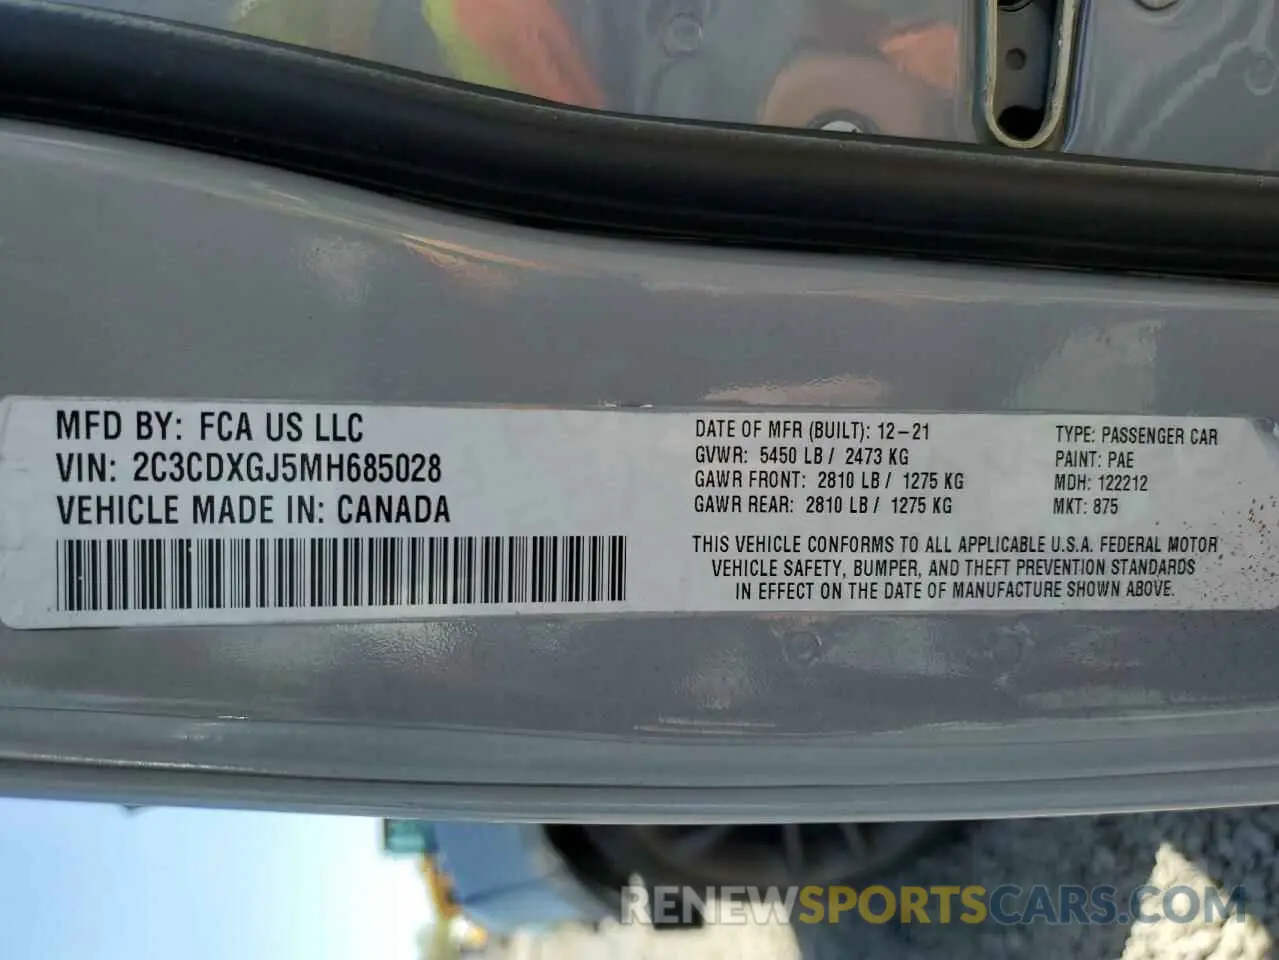 MFD BY: FCA US LLC
VIN: 2C3CDXGJ5MH685028
VEHICLE MADE IN: CANADA
DATE OF MFR (BUILT): 12-21
GVWR: 5450 LB / 2473 KG
GAWR FRONT: 2810 LB / 1275 KG
GAWR REAR: 2810 LB / 1275 KG
TYPE: PASSENGER CAR
PAINT: PAE
MDH: 122212
MKT: 875
THIS VEHICLE CONFORMS TO ALL APPLICABLE U.S.A. FEDERAL MOTOR
VEHICLE SAFETY, BUMPER, AND THEFT PREVENTION STANDARDS
IN EFFECT ON THE DATE OF MANUFACTURE SHOWN ABOVE.
RENEWSPORTSCARS.COM